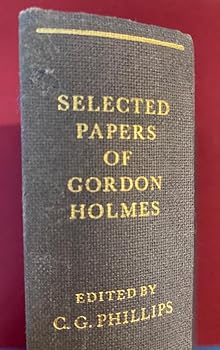 SELECTED
PAPERS
OF
GORDON
HOLMES
EDITED BY
C. G. PHILLIPS